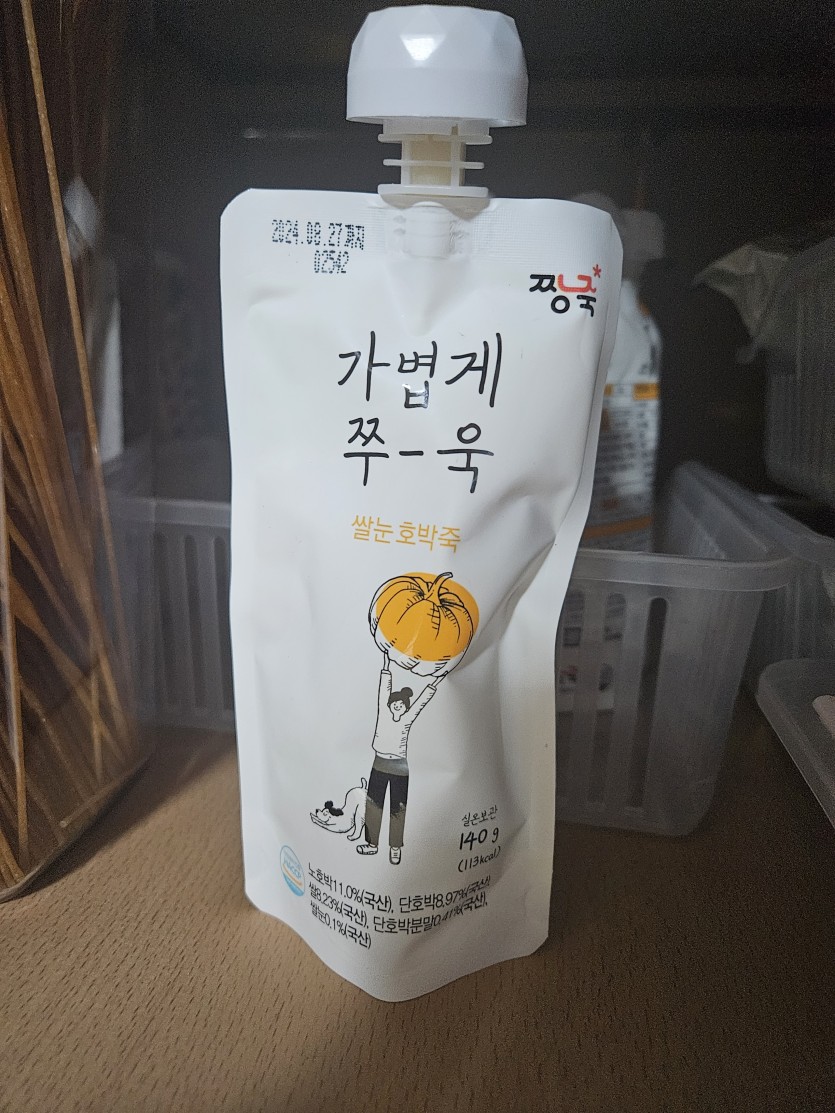 2024.08.27까지
02542
짱죽*
가볍게
쭈-욱
쌀눈 호박죽
실온보관
140g
(113kcal)
노호박11.0%(국산), 단호박8.97%(국산),
쌀8.23%(국산), 단호박분말0.41%(국산),
쌀눈0.1%(국산)